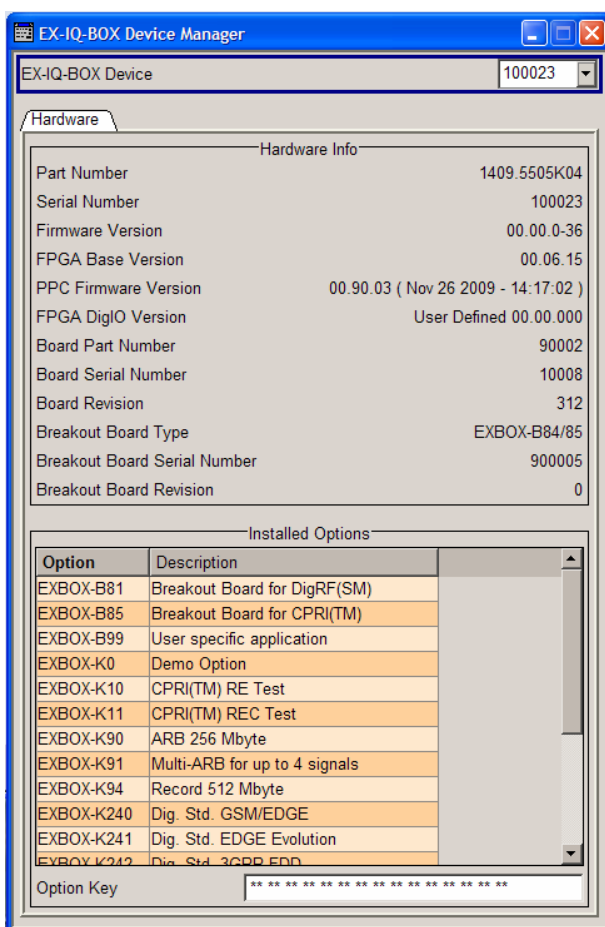 EX-IQ-BOX Device Manager
EX-IQ-BOX Device 100023
Hardware
Hardware Info
Part Number 1409.5505K04
Serial Number 100023
Firmware Version 00.00.0-36
FPGA Base Version 00.06.15
PPC Firmware Version 00.90.03 ( Nov 26 2009 - 14:17:02 )
FPGA DigIO Version User Defined 00.00.000
Board Part Number 90002
Board Serial Number 10008
Board Revision 312
Breakout Board Type EXBOX-B84/85
Breakout Board Serial Number 900005
Breakout Board Revision 0
Installed Options
Option Description
EXBOX-B81 Breakout Board for DigRF(SM)
EXBOX-B85 Breakout Board for CPRI(TM)
EXBOX-B99 User specific application
EXBOX-K0 Demo Option
EXBOX-K10 CPRI(TM) RE Test
EXBOX-K11 CPRI(TM) REC Test
EXBOX-K90 ARB 256 Mbyte
EXBOX-K91 Multi-ARB for up to 4 signals
EXBOX-K94 Record 512 Mbyte
EXBOX-K240 Dig. Std. GSM/EDGE
EXBOX-K241 Dig. Std. EDGE Evolution
EXBOX-K242 Dig. Std. 3GPP FDD
Option Key ** ** ** ** ** ** ** ** ** ** ** ** ** ** **